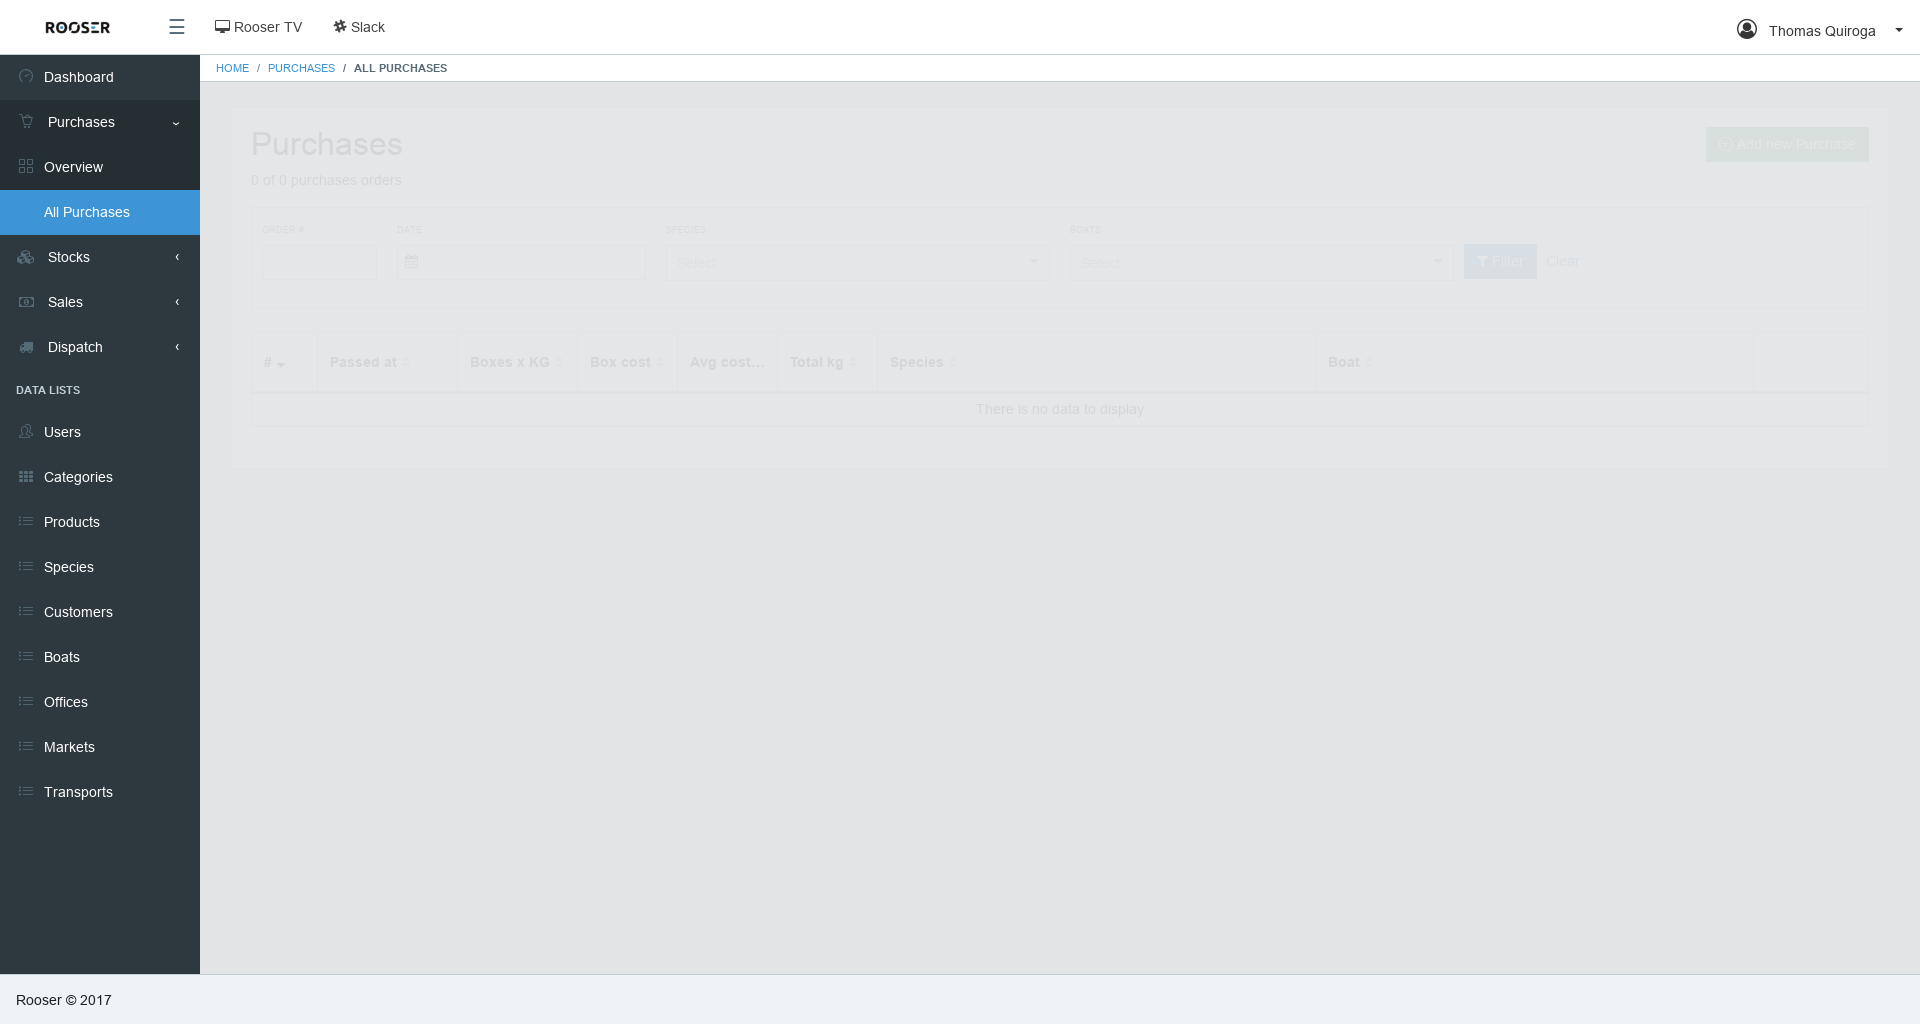 ROOSER
Rooser TV
Slack
Thomas Quiroga
HOME / PURCHASES / ALL PURCHASES
Dashboard
Purchases
Overview
All Purchases
Stocks
Sales
Dispatch
DATA LISTS
Users
Categories
Products
Species
Customers
Boats
Offices
Markets
Transports
Purchases
Add new Purchase
0 of 0 purchases orders
ORDER #
DATE
SPECIES
BOATS
Select
Select
Filter
Clear
# Passed at Boxes x KG Box cost Avg cost... Total kg Species Boat
There is no data to display
Rooser © 2017